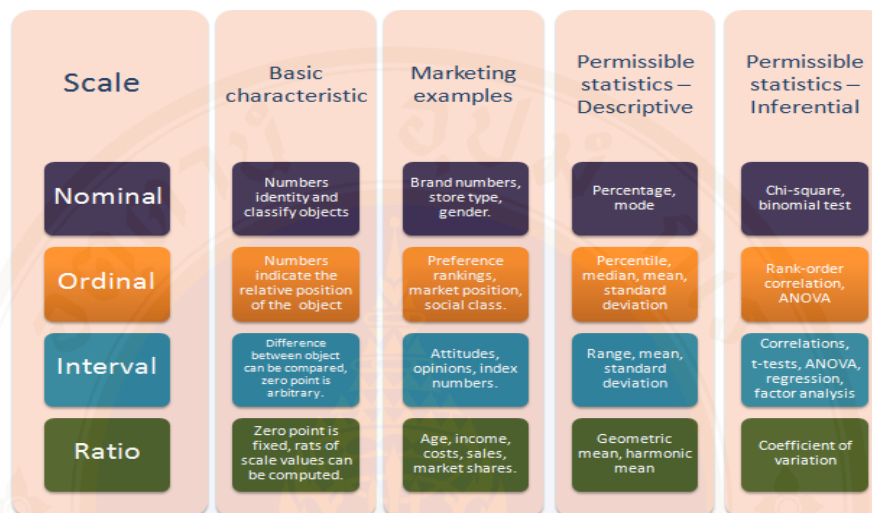 Scale
Basic
characteristic
Marketing
examples
Permissible
statistics –
Descriptive
Permissible
statistics –
Inferential
Nominal
Numbers
identity and
classify objects
Brand numbers,
store type,
gender.
Percentage,
mode
Chi-square,
binomial test
Ordinal
Numbers
indicate the
relative position
of the object
Preference
rankings,
market position,
social class.
Percentile,
median, mean,
standard
deviation
Rank-order
correlation,
ANOVA
Interval
Difference
between object
can be compared,
zero point is
arbitrary.
Attitudes,
opinions, index
numbers.
Range, mean,
standard
deviation
Correlations,
t-tests, ANOVA,
regression,
factor analysis
Ratio
Zero point is
fixed, rats of
scale values can
be computed.
Age, income,
costs, sales,
market shares.
Geometric
mean, harmonic
mean
Coefficient of
variation